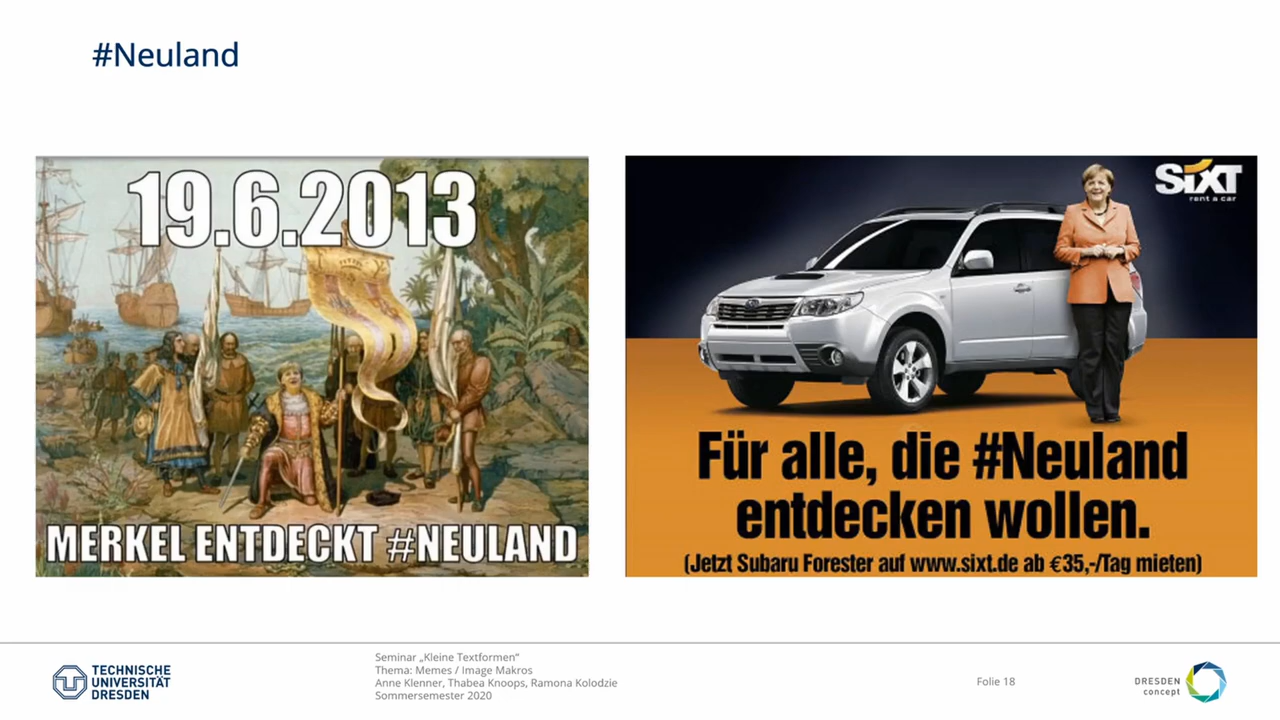 #Neuland
19.6.2013
MERKEL ENTDECKT #NEULAND
SiXT
rent a car
Für alle, die #Neuland
entdecken wollen.
(Jetzt Subaru Forester auf www.sixt.de ab €35,-/Tag mieten)
TECHNISCHE
UNIVERSITÄT
DRESDEN
Seminar „Kleine Textformen“
Thema: Memes / Image Makros
Anne Klenner, Thabea Knoops, Ramona Kolodzie
Sommersemester 2020
Folie 18
DRESDEN
concept